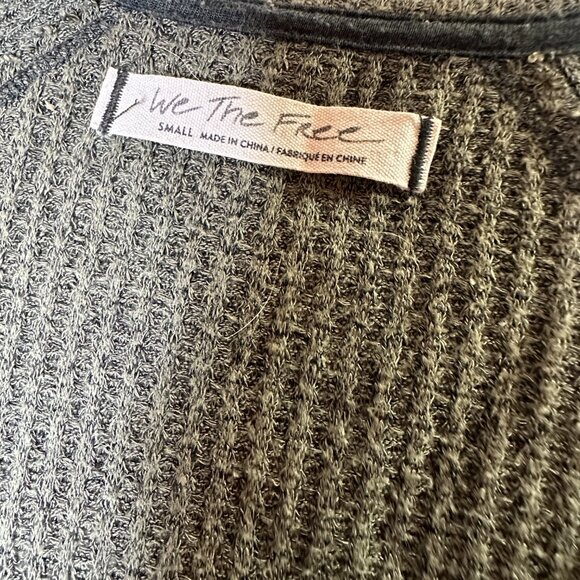 We The Free
SMALL MADE IN CHINA / FABRIQUÉ EN CHINE